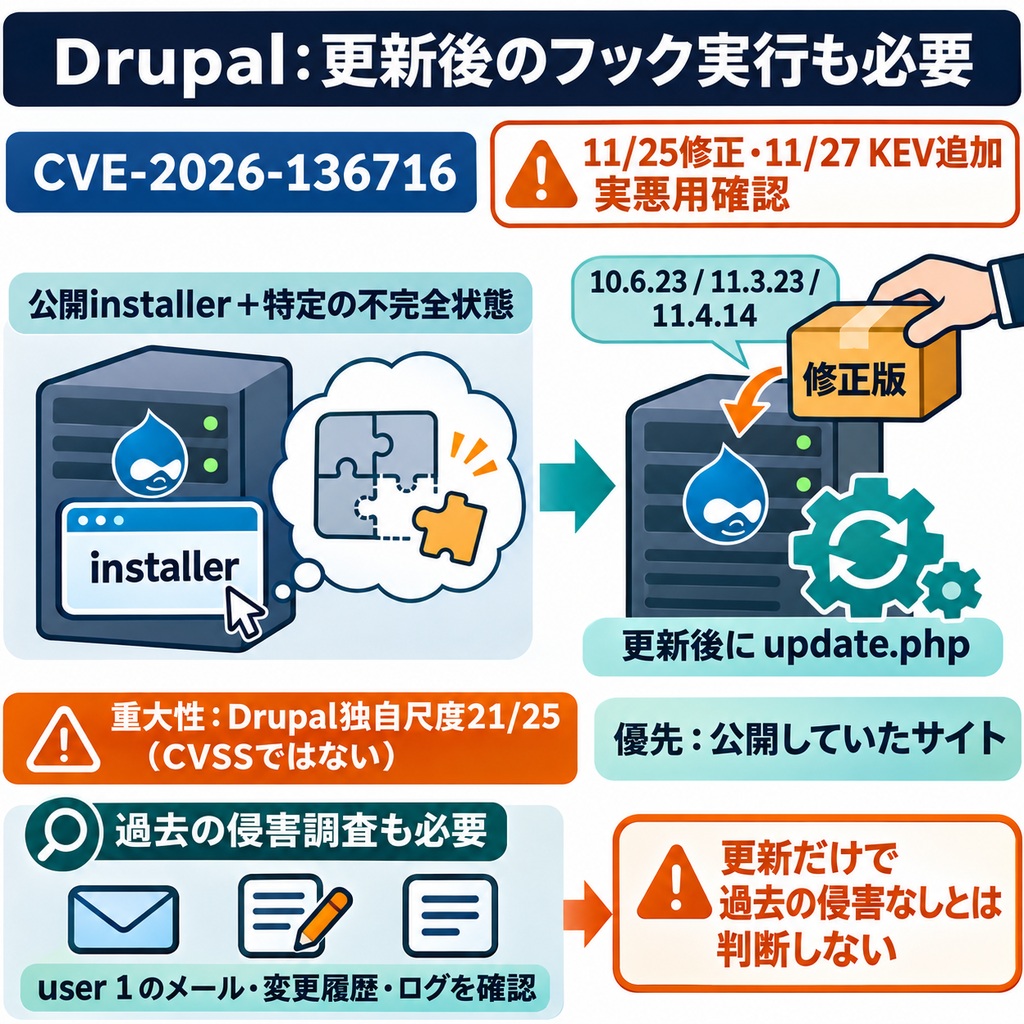 Drupal:更新後のフック実行も必要
CVE-2026-136716
11/25修正・11/27 KEV追加
実悪用確認
公開installer＋特定の不完全状態
installer
10.6.23 / 11.3.23 /
11.4.14
修正版
更新後に update.php
重大性：Drupal独自尺度21/25
（CVSSではない）
優先：公開していたサイト
過去の侵害調査も必要
user 1のメール・変更履歴・ログを確認
更新だけで
過去の侵害なしとは
判断しない